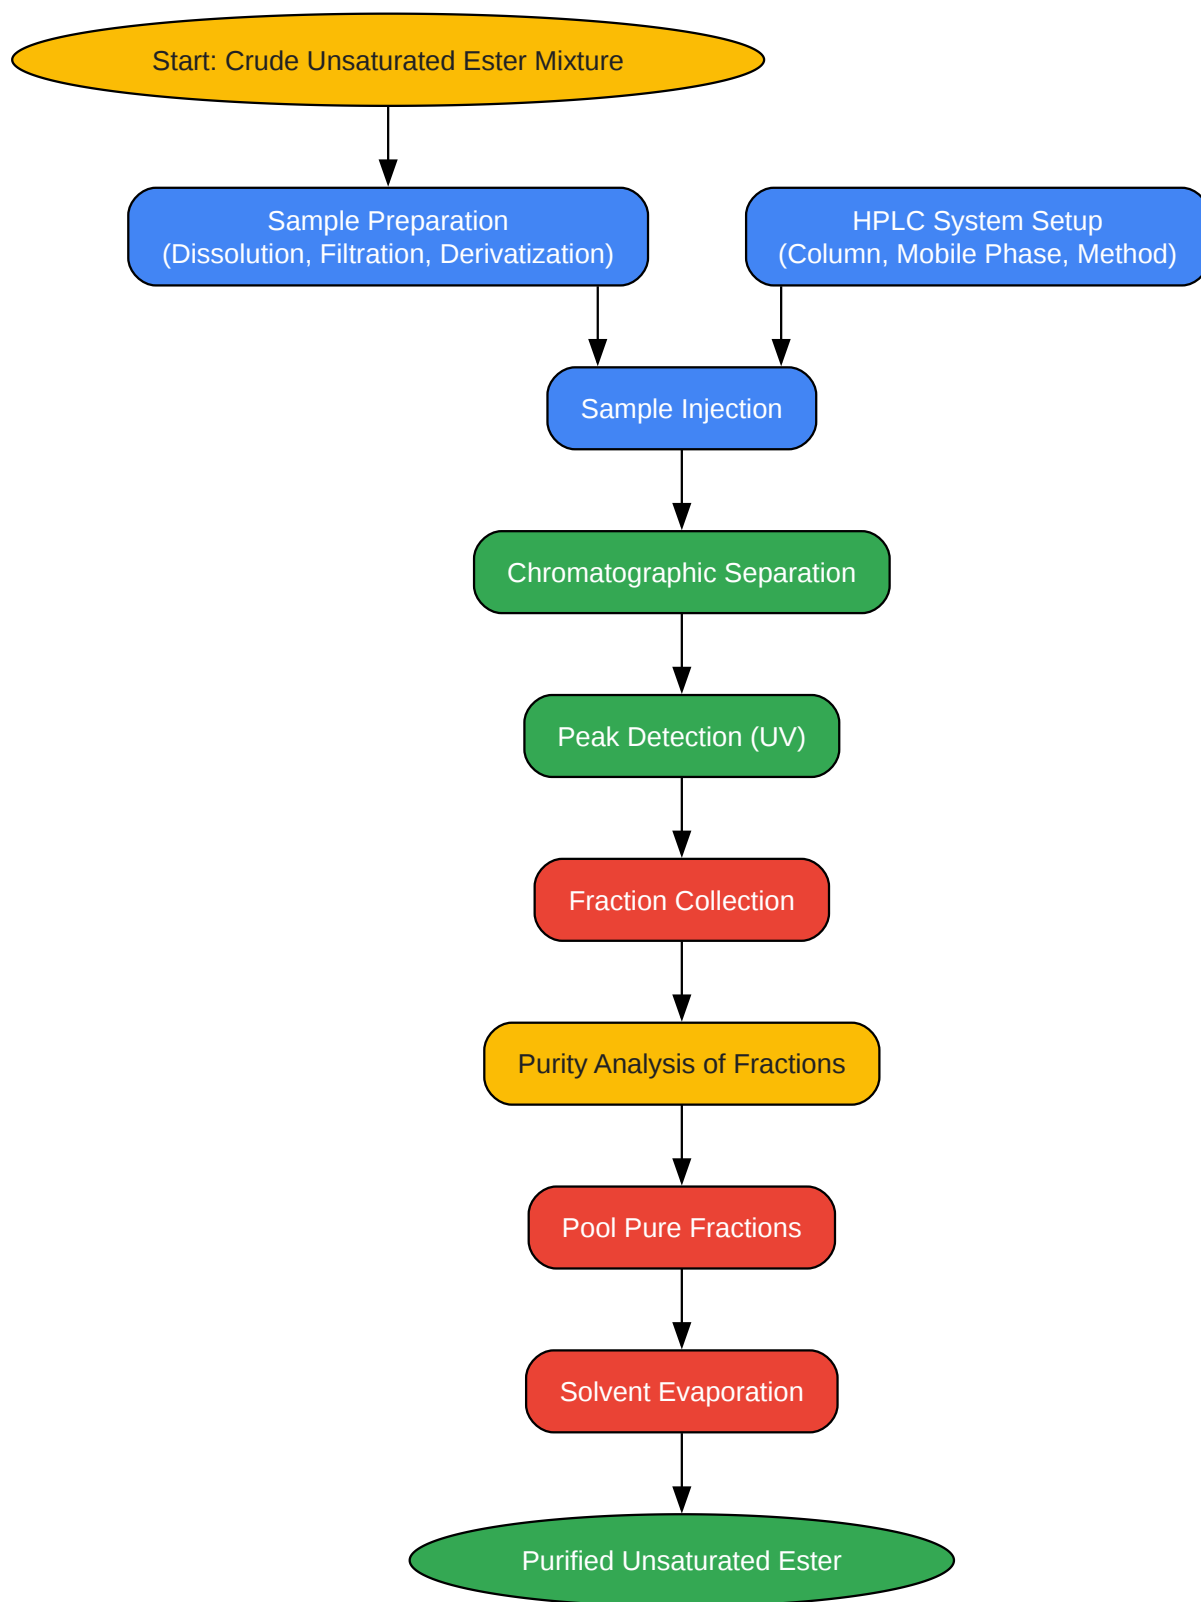 Start: Crude Unsaturated Ester Mixture
Sample Preparation
(Dissolution, Filtration, Derivatization)
HPLC System Setup
(Column, Mobile Phase, Method)
Sample Injection
Chromatographic Separation
Peak Detection (UV)
Fraction Collection
Purity Analysis of Fractions
Pool Pure Fractions
Solvent Evaporation
Purified Unsaturated Ester